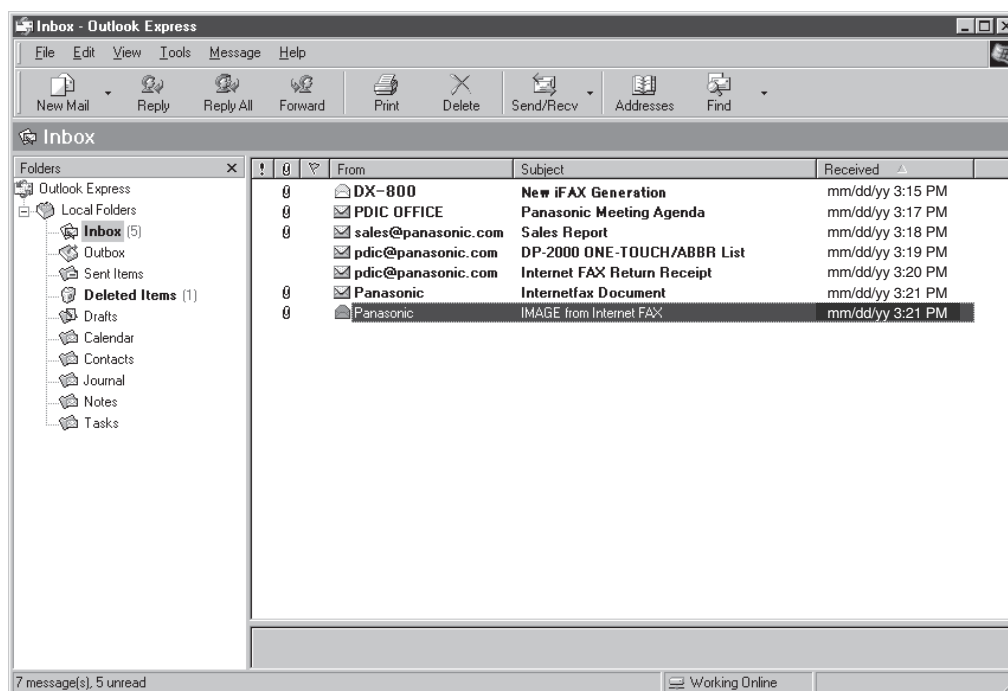 Inbox - Outlook Express
File Edit View Tools Message Help
New Mail Reply Reply All Forward Print Delete Send/Recv Addresses Find
Inbox
Folders
! From Subject Received
Outlook Express
Local Folders
Inbox (5)
Outbox
Sent Items
Deleted Items (1)
Drafts
Calendar
Contacts
Journal
Notes
Tasks
DX-800 New iFAX Generation mm/dd/yy 3:15 PM
PDIC OFFICE Panasonic Meeting Agenda mm/dd/yy 3:17 PM
sales@panasonic.com Sales Report mm/dd/yy 3:18 PM
pdic@panasonic.com DP-2000 ONE-TOUCH/ABBR List mm/dd/yy 3:19 PM
pdic@panasonic.com Internet FAX Return Receipt mm/dd/yy 3:20 PM
Panasonic Internetfax Document mm/dd/yy 3:21 PM
Panasonic IMAGE from Internet FAX mm/dd/yy 3:21 PM
7 message(s), 5 unread Working Online